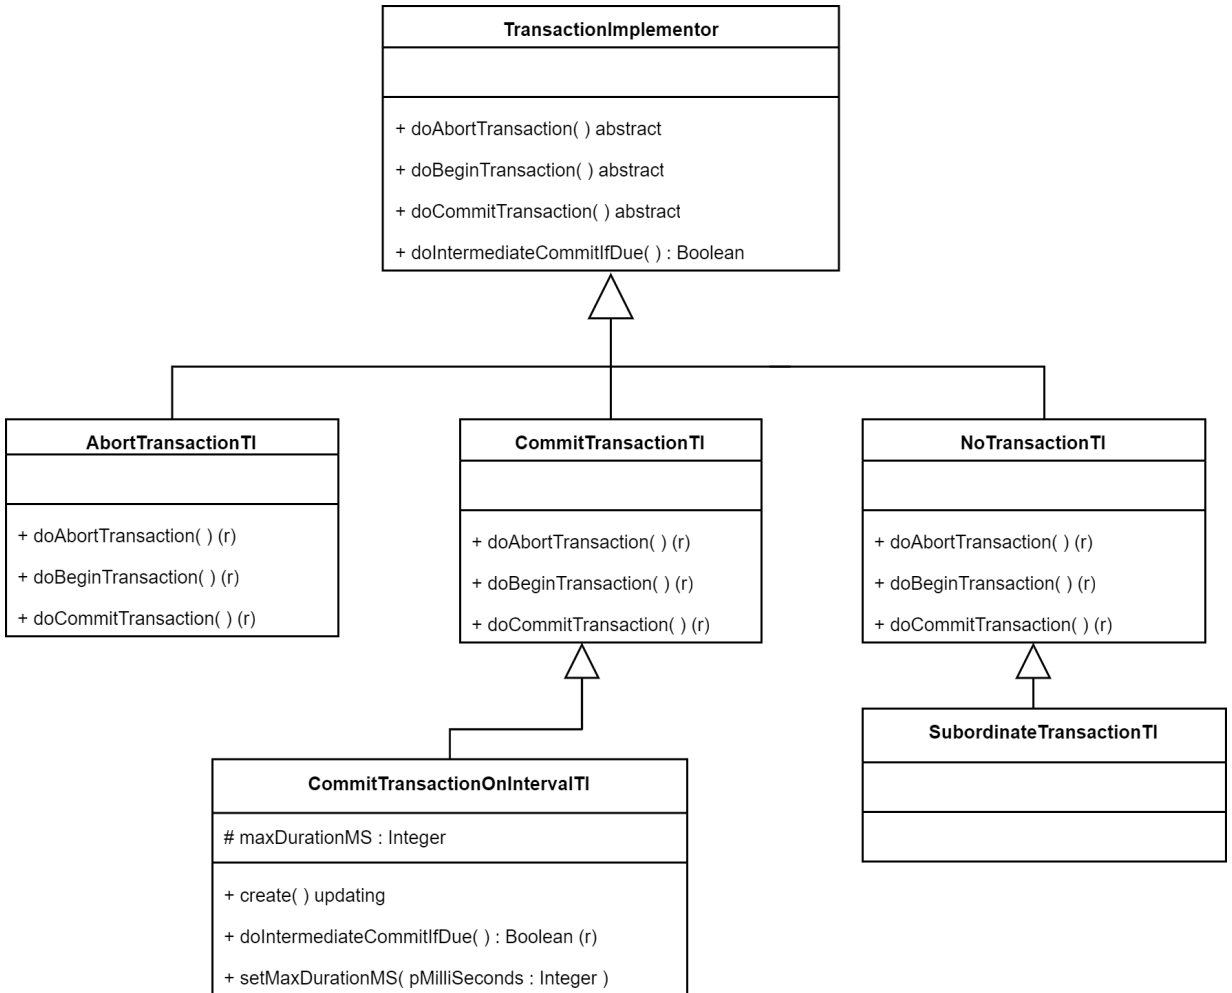 TransactionImplementor
+ doAbortTransaction( ) abstract
+ doBeginTransaction( ) abstract
+ doCommitTransaction( ) abstract
+ doIntermediateCommitIfDue( ) : Boolean
AbortTransactionTI
+ doAbortTransaction( ) (r)
+ doBeginTransaction( ) (r)
+ doCommitTransaction( ) (r)
CommitTransactionTI
+ doAbortTransaction( ) (r)
+ doBeginTransaction( ) (r)
+ doCommitTransaction( ) (r)
NoTransactionTI
+ doAbortTransaction( ) (r)
+ doBeginTransaction( ) (r)
+ doCommitTransaction( ) (r)
CommitTransactionOnIntervalTI
# maxDurationMS : Integer
+ create( ) updating
+ doIntermediateCommitIfDue( ) : Boolean (r)
+ setMaxDurationMS( pMilliSeconds : Integer )
SubordinateTransactionTI